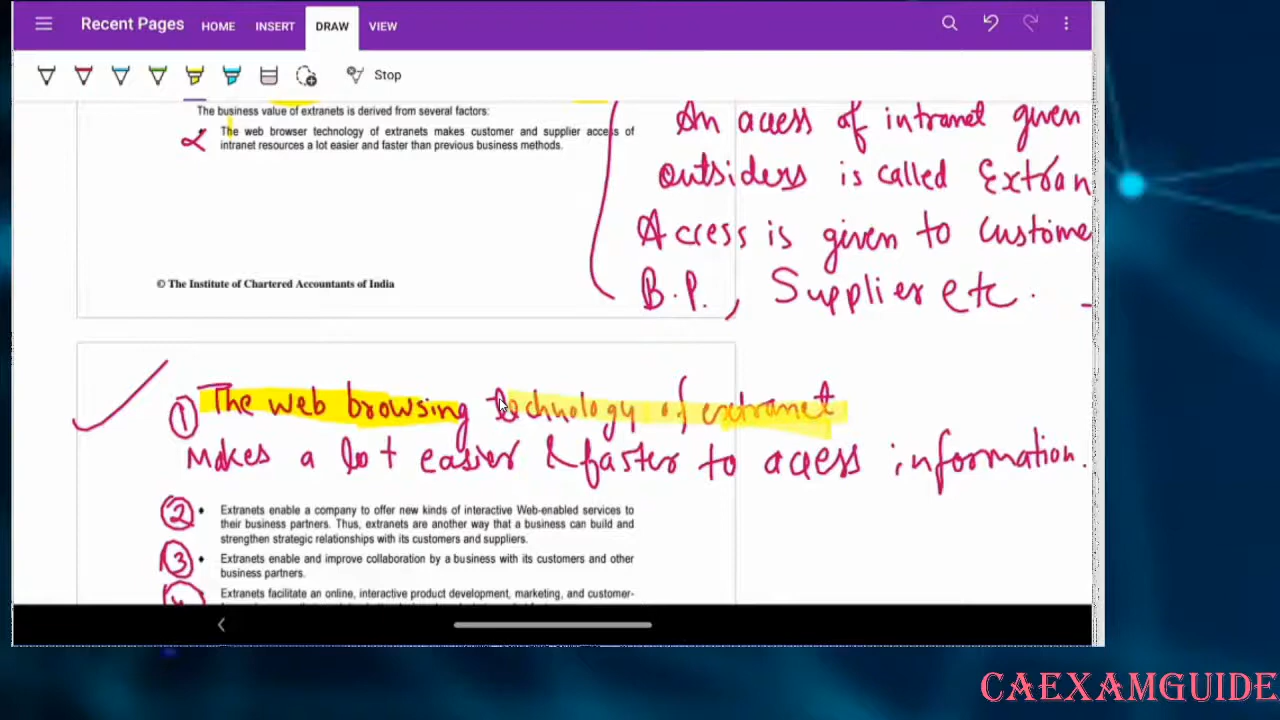 Recent Pages HOME INSERT DRAW VIEW
Stop
The business value of extranets is derived from several factors:
The web browser technology of extranets makes customer and supplier access of
intranet resources a lot easier and faster than previous business methods.
An acess of intranet given
outsiders is called Extran
Access is given to custome
B.P., Supplier etc.
© The Institute of Chartered Accountants of India
1 The web browsing technology of extranet
Makes a lot easier & faster to acess information.
2 • Extranets enable a company to offer new kinds of interactive Web-enabled services to
their business partners. Thus, extranets are another way that a business can build and
strengthen strategic relationships with its customers and suppliers.
3 • Extranets enable and improve collaboration by a business with its customers and other
business partners.
Extranets facilitate an online, interactive product development, marketing, and customer-
CAEXAMGUIDE